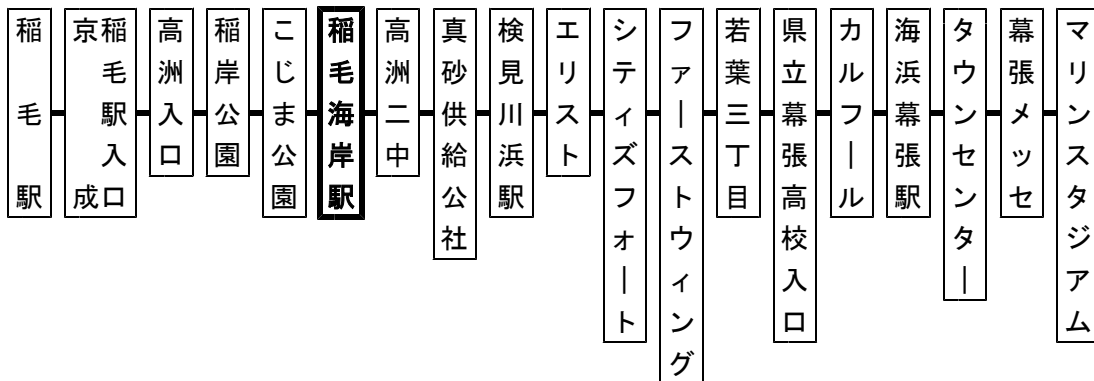 稲毛駅
京成稲毛駅入口
高洲入口
稲岸公園
こじま公園
稲毛海岸駅
高洲二中
真砂供給公社
検見川浜駅
エリスト
シティズフォート
ファーストウィング
若葉三丁目
県立幕張高校入口
カルフール
海浜幕張駅
タウンセンター
幕張メッセ
マリンスタジアム